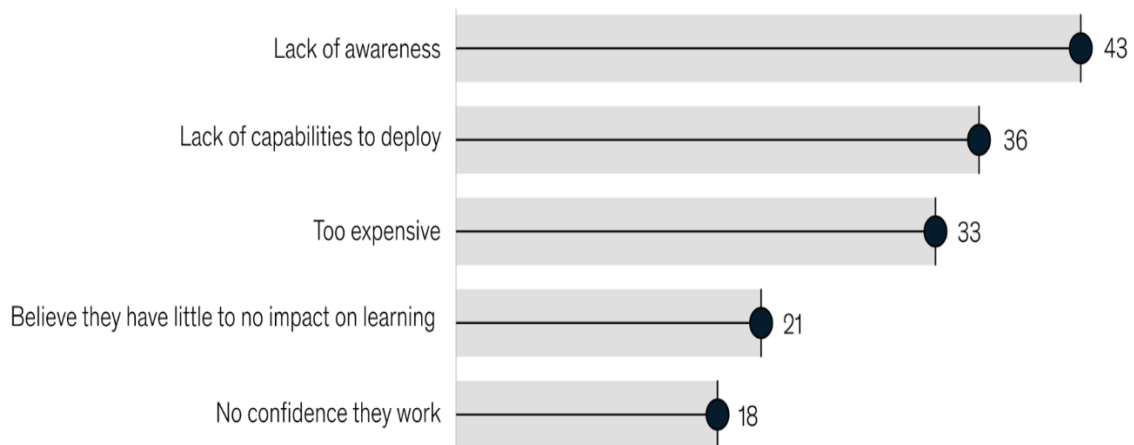 Lack of awareness 43
Lack of capabilities to deploy 36
Too expensive 33
Believe they have little to no impact on learning 21
No confidence they work 18